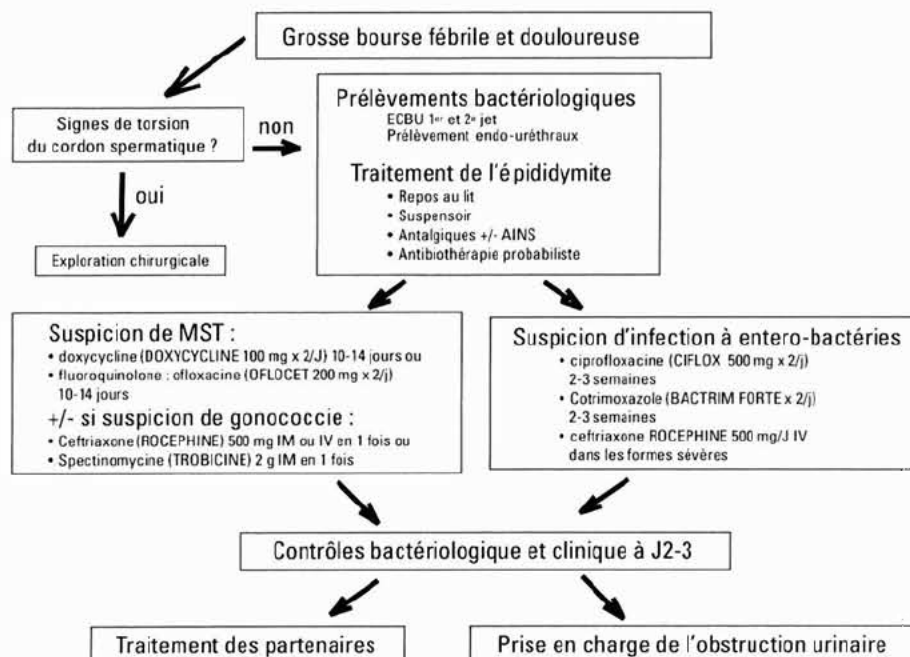 Grosse bourse fébrile et douloureuse
Signes de torsion
du cordon spermatique ?
non
oui
Exploration chirurgicale
Prélèvements bactériologiques
ECBU 1er et 2e jet
Prélèvement endo-uréthraux
Traitement de l'épididymite
• Repos au lit
• Suspensoir
• Antalgiques +/- AINS
• Antibiothérapie probabiliste
Suspicion de MST :
• doxycycline (DOXYCYCLINE 100 mg x 2/J) 10-14 jours ou
• fluoroquinolone : ofloxacine (OFLOCET 200 mg x 2/j)
10-14 jours
+/- si suspicion de gonococcie :
• Ceftriaxone (ROCEPHINE) 500 mg IM ou IV en 1 fois ou
• Spectinomycine (TROBICINE) 2 g IM en 1 fois
Suspicion d'infection à entero-bactéries
• ciprofloxacine (CIFLOX 500 mg x 2/j)
2-3 semaines
• Cotrimoxazole (BACTRIM FORTE x 2/j)
2-3 semaines
• ceftriaxone ROCEPHINE 500 mg/J IV
dans les formes sévères
Contrôles bactériologique et clinique à J2-3
Traitement des partenaires
Prise en charge de l'obstruction urinaire